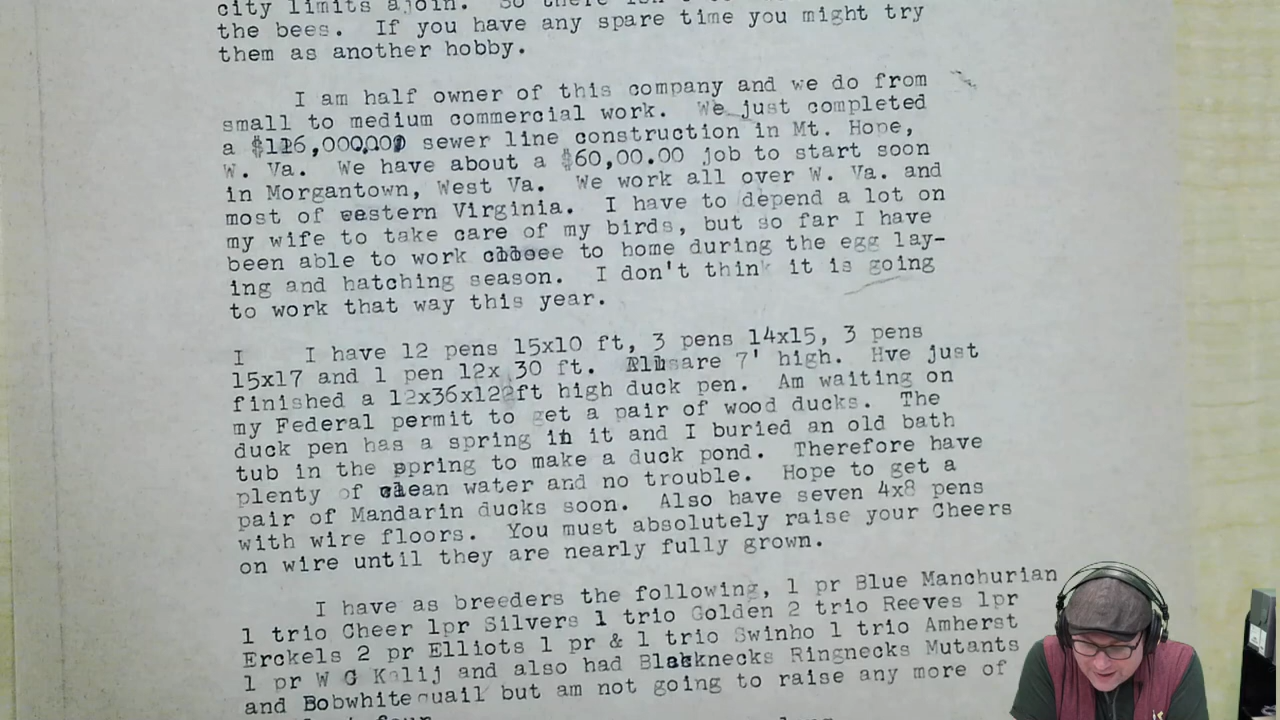 city limits ajoin. So there
the bees. If you have any spare time you might try
them as another hobby.
I am half owner of this company and we do from
small to medium commercial work. We just completed
a $116,000.00 sewer line construction in Mt. Hope,
W. Va. We have about a $60,00.00 job to start soon
in Morgantown, West Va. We work all over W. Va. and
most of eastern Virginia. I have to depend a lot on
my wife to take care of my birds, but so far I have
been able to work to home during the egg lay-
ing and hatching season. I don't think it is going
to work that way this year.
I I have 12 pens 15x10 ft, 3 pens 14x15, 3 pens
15x17 and 1 pen 12x 30 ft. are 7' high. Hve just
finished a 12x36x12 ft high duck pen. Am waiting on
my Federal permit to get a pair of wood ducks. The
duck pen has a spring in it and I buried an old bath
tub in the spring to make a duck pond. Therefore have
plenty of clean water and no trouble. Hope to get a
pair of Mandarin ducks soon. Also have seven 4x8 pens
with wire floors. You must absolutely raise your Cheers
on wire until they are nearly fully grown.
I have as breeders the following, 1 pr Blue Manchurian
1 trio Cheer 1pr Silvers 1 trio Golden 2 trio Reeves 1pr
Erckels 2 pr Elliots 1 pr & 1 trio Swinho 1 trio Amherst
1 pr W C Kalij and also had Blacknecks Ringnecks Mutants
and Bobwhite quail but am not going to raise any more of